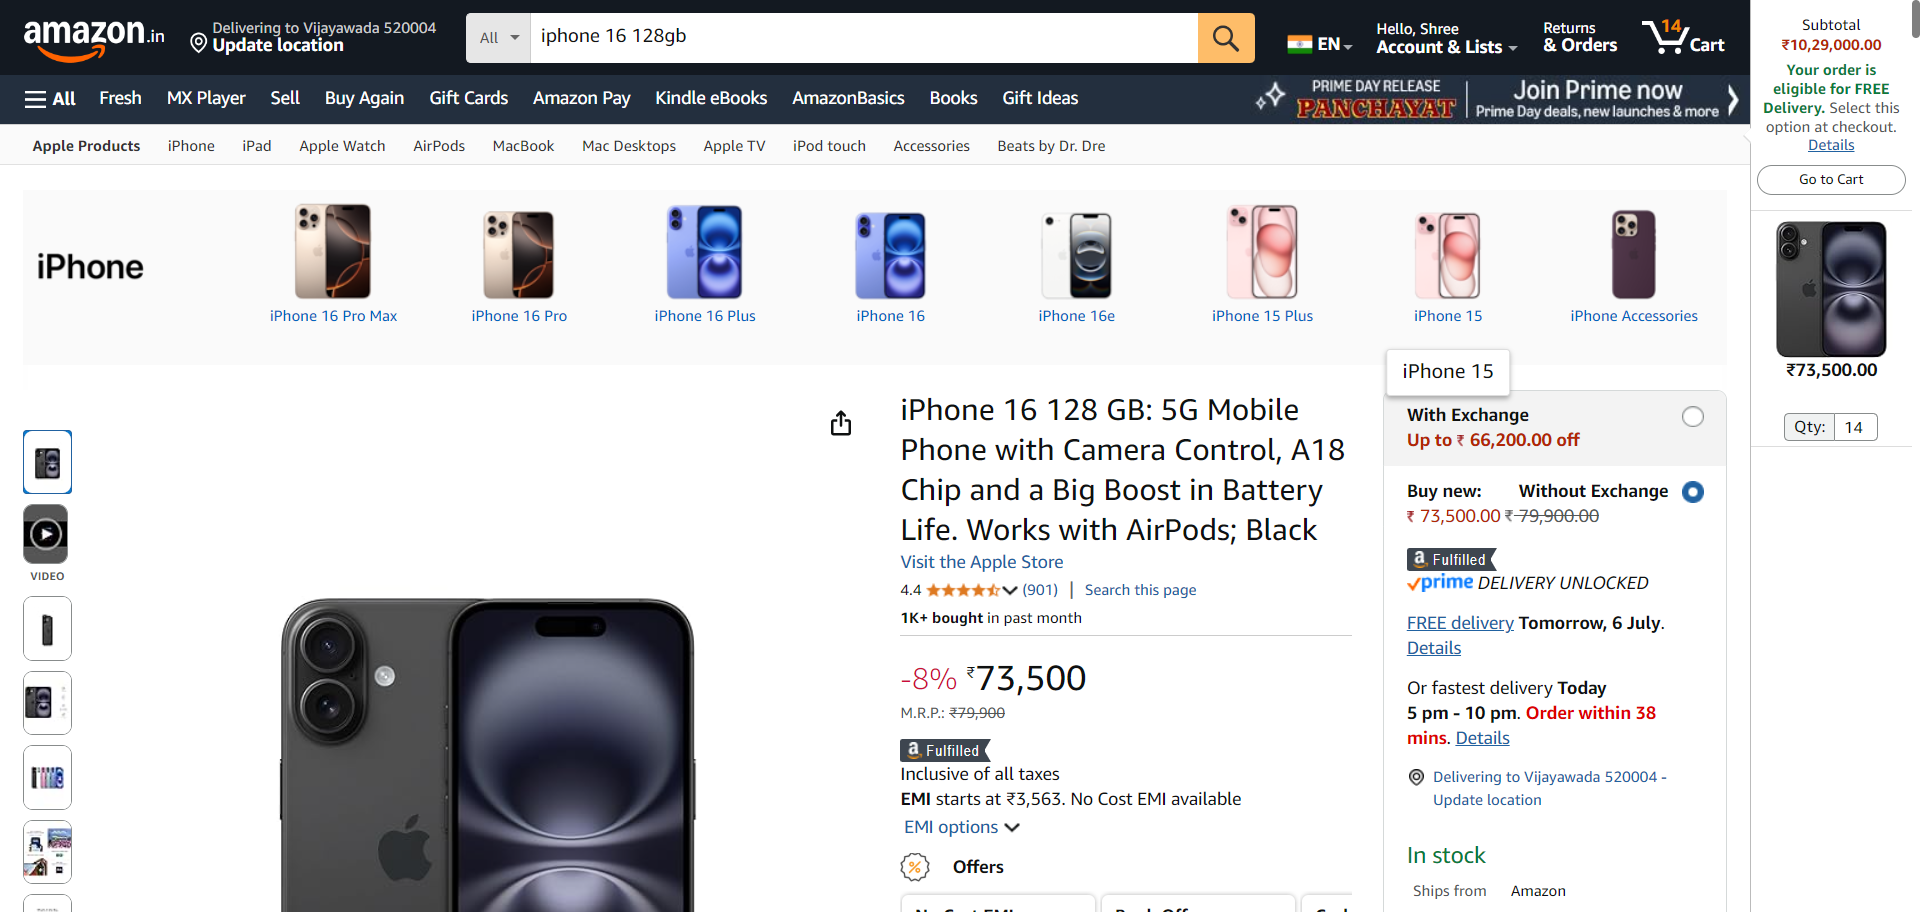 amazon.in
Delivering to Vijayawada 520004
Update location
All
iphone 16 128gb
EN
Hello, Shree
Account & Lists
Returns
& Orders
14
Cart
All
Fresh
MX Player
Sell
Buy Again
Gift Cards
Amazon Pay
Kindle eBooks
AmazonBasics
Books
Gift Ideas
PRIME DAY RELEASE
PANCHAYAT
Join Prime now
Prime Day deals, new launches & more
Apple Products
iPhone
iPad
Apple Watch
AirPods
MacBook
Mac Desktops
Apple TV
iPod touch
Accessories
Beats by Dr. Dre
iPhone
iPhone 16 Pro Max
iPhone 16 Pro
iPhone 16 Plus
iPhone 16
iPhone 16e
iPhone 15 Plus
iPhone 15
iPhone Accessories
iPhone 15
VIDEO
iPhone 16 128 GB: 5G Mobile
Phone with Camera Control, A18
Chip and a Big Boost in Battery
Life. Works with AirPods; Black
Visit the Apple Store
4.4
(901) | Search this page
1K+ bought in past month
-8% ₹73,500
M.R.P.: ₹79,900
a Fulfilled
Inclusive of all taxes
EMI starts at ₹3,563. No Cost EMI available
EMI options
% Offers
With Exchange
Up to ₹ 66,200.00 off
Buy new: Without Exchange
₹ 73,500.00 ₹ 79,900.00
a Fulfilled
prime DELIVERY UNLOCKED
FREE delivery Tomorrow, 6 July.
Details
Or fastest delivery Today
5 pm - 10 pm. Order within 38
mins. Details
Delivering to Vijayawada 520004 -
Update location
In stock
Ships from Amazon
Subtotal
₹10,29,000.00
Your order is
eligible for FREE
Delivery. Select this
option at checkout.
Details
Go to Cart
₹73,500.00
Qty: 14